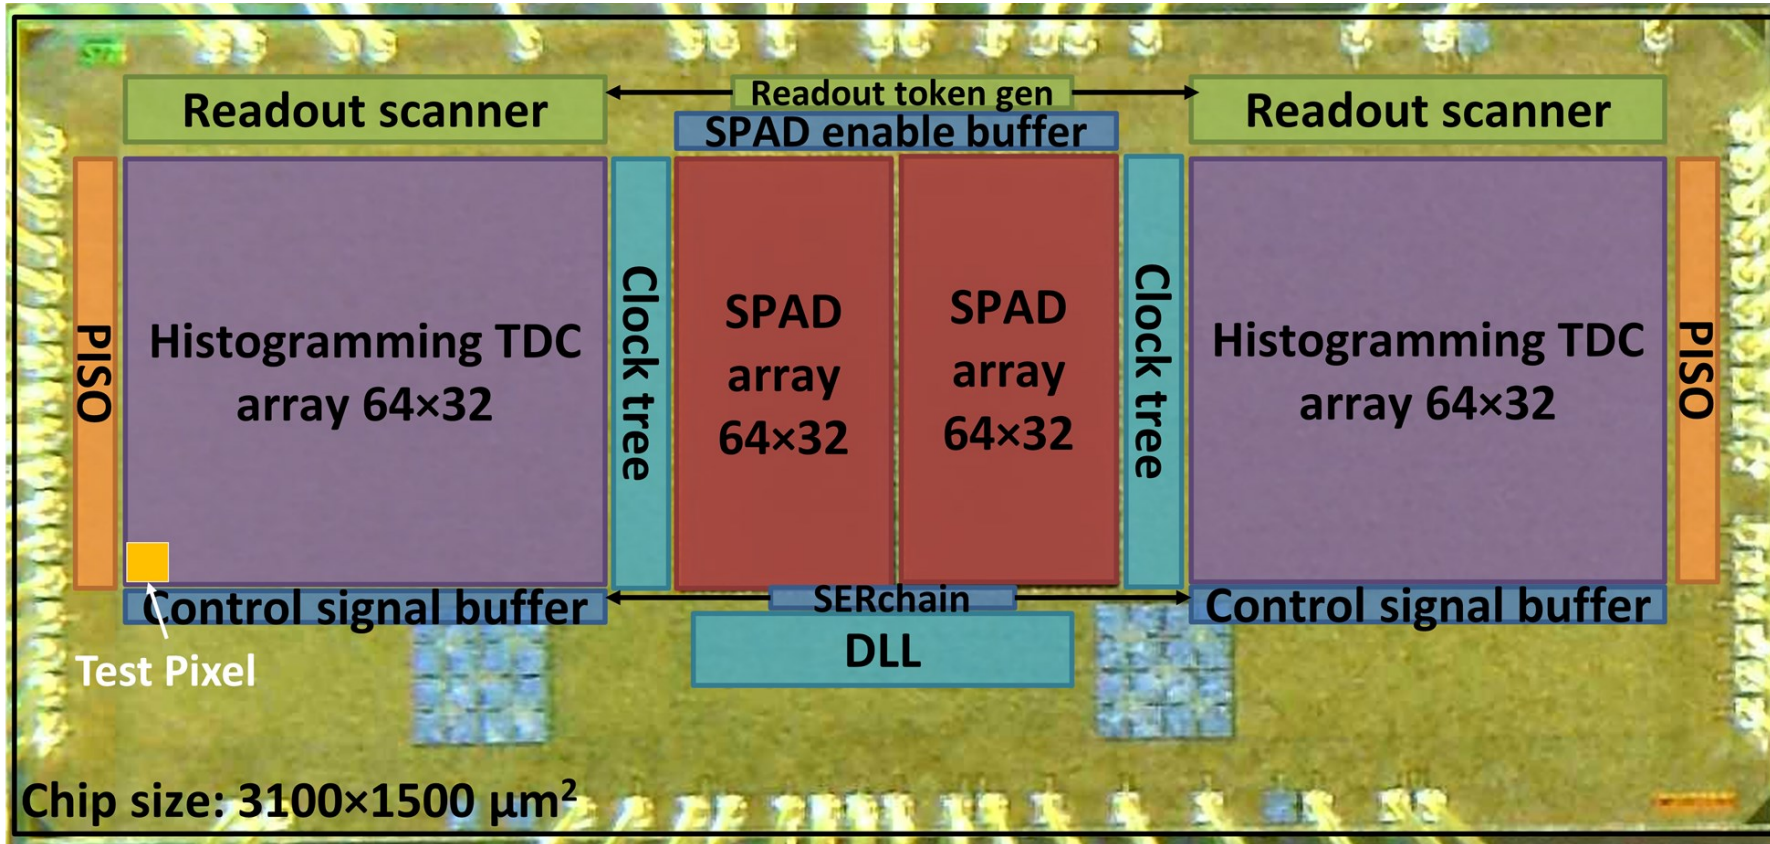 Readout scanner
Readout token gen
Readout scanner
SPAD enable buffer
PISO
Histogramming TDC
array 64×32
Clock tree
SPAD
array
64×32
SPAD
array
64×32
Clock tree
Histogramming TDC
array 64×32
PISO
Control signal buffer
SERchain
Control signal buffer
DLL
Test Pixel
Chip size: 3100×1500 μm²